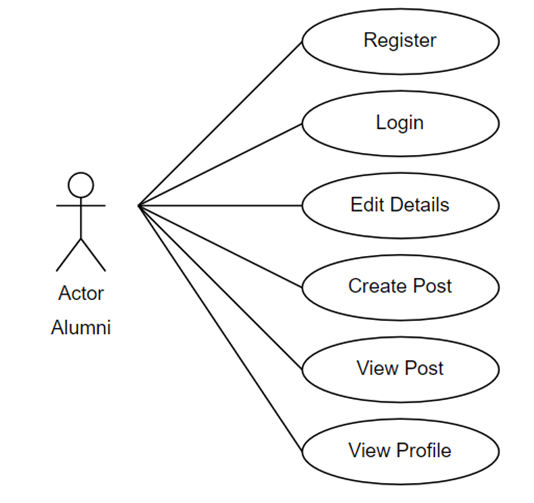 Register
Login
Edit Details
Create Post
View Post
View Profile
Actor
Alumni